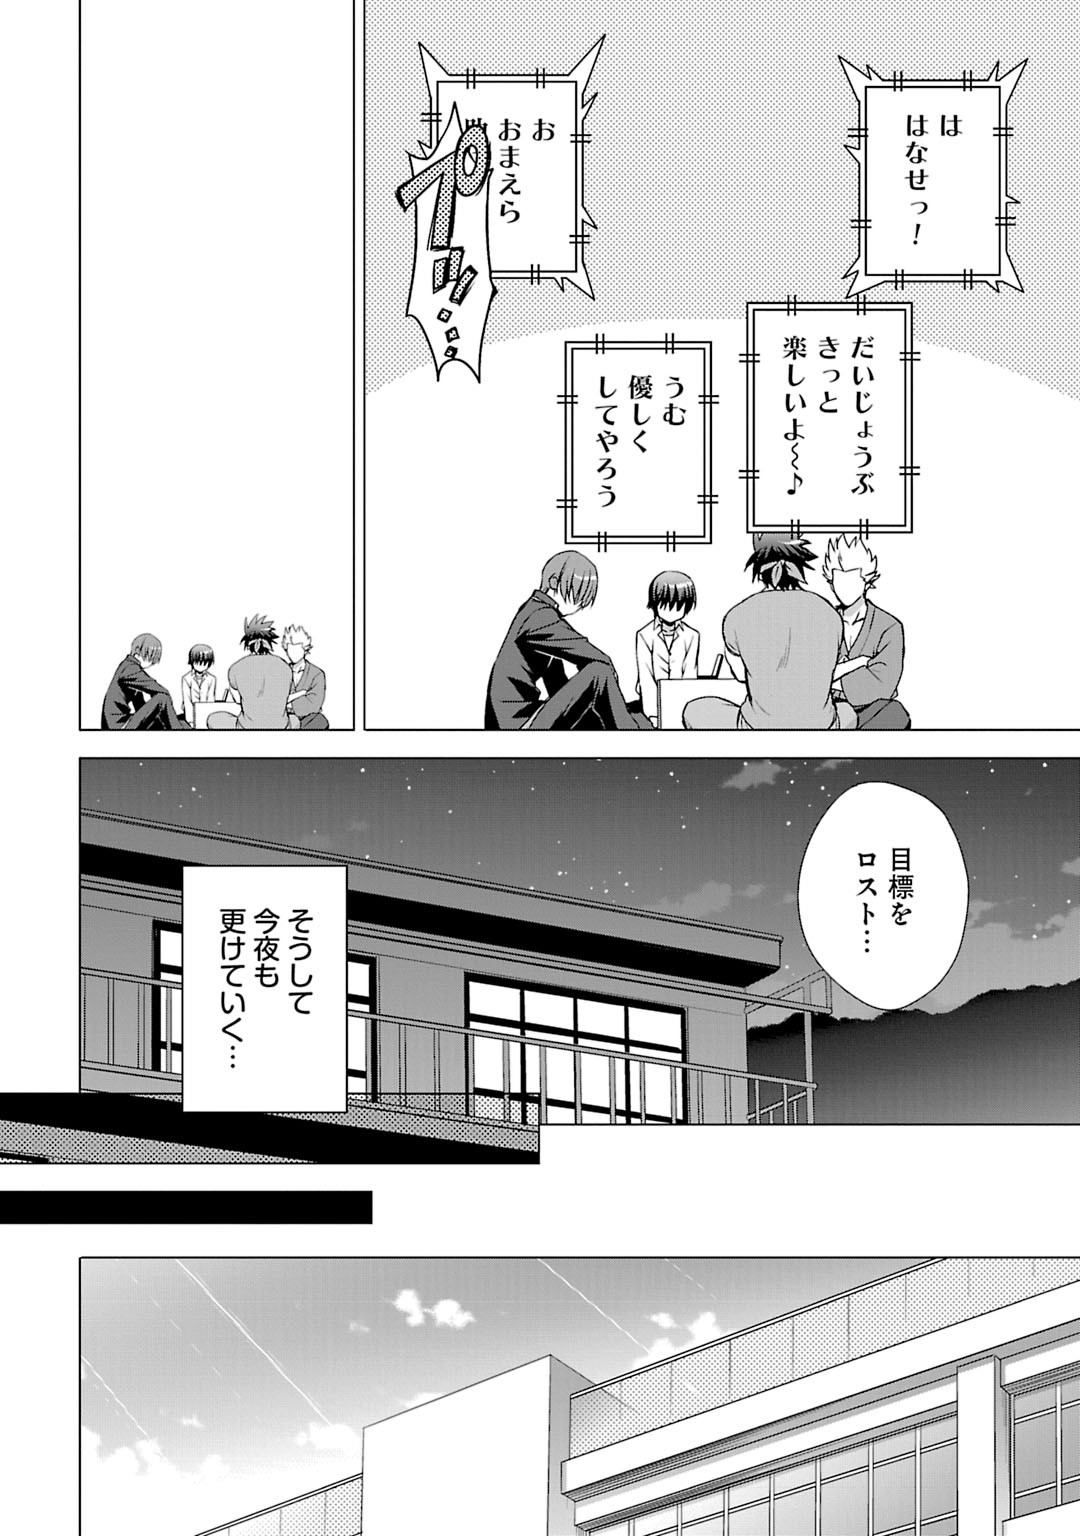 は
はなせっ！
だいじょうぶ
きっと
楽しいよ〜♪
うむ
優しく
してやろう
お
おまえら
プツ
目標を
ロスト…
そうして
今夜も
更けていく…